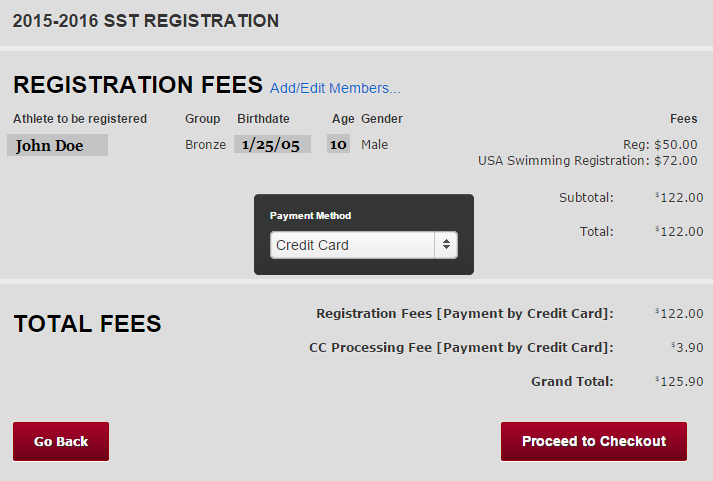 2015-2016 SST REGISTRATION
REGISTRATION FEES Add/Edit Members...
Athlete to be registered Group Birthdate Age Gender Fees
John Doe Bronze 1/25/05 10 Male Reg: $50.00
USA Swimming Registration: $72.00
Subtotal: $122.00
Payment Method
Total: $122.00
Credit Card
TOTAL FEES
Registration Fees [Payment by Credit Card]: $122.00
CC Processing Fee [Payment by Credit Card]: $3.90
Grand Total: $125.90
Go Back Proceed to Checkout